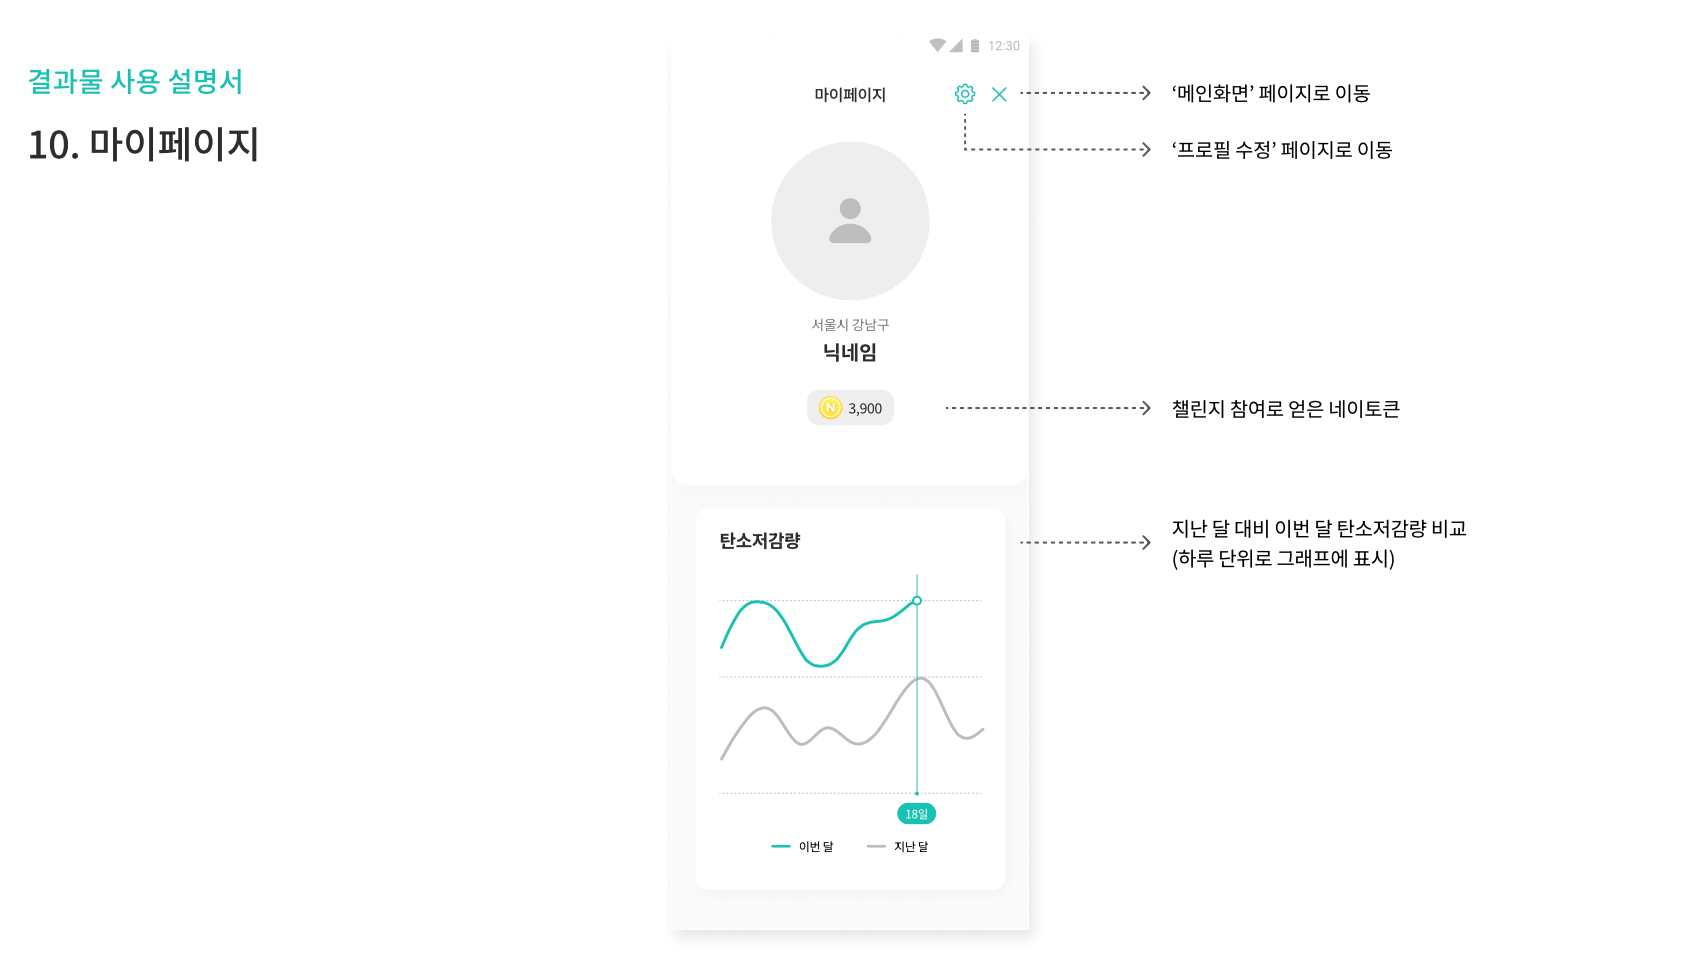 결과물 사용 설명서
10. 마이페이지
12:30
마이페이지
‘메인화면’ 페이지로 이동
‘프로필 수정’ 페이지로 이동
서울시 강남구
닉네임
N 3,900
챌린지 참여로 얻은 네이토큰
탄소저감량
지난 달 대비 이번 달 탄소저감량 비교
(하루 단위로 그래프에 표시)
18일
이번 달
지난 달